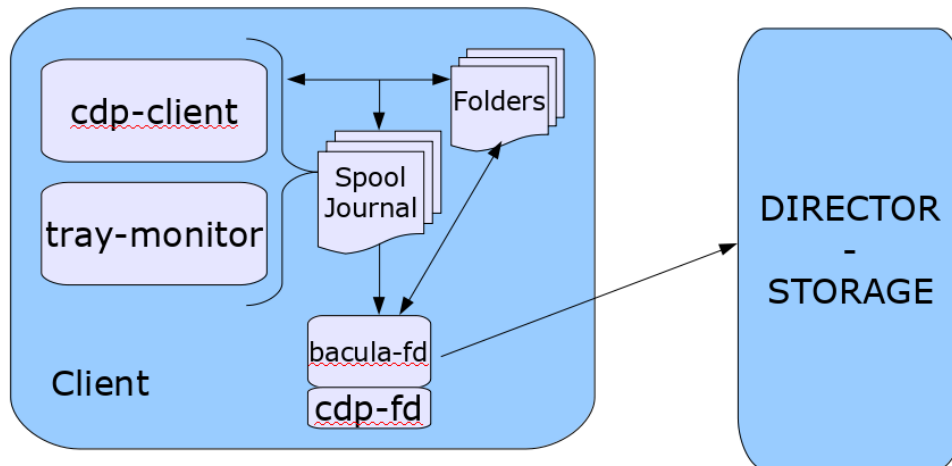 cdp-client
Folders
Spool
Journal
tray-monitor
DIRECTOR
-
STORAGE
bacula-fd
Client
cdp-fd